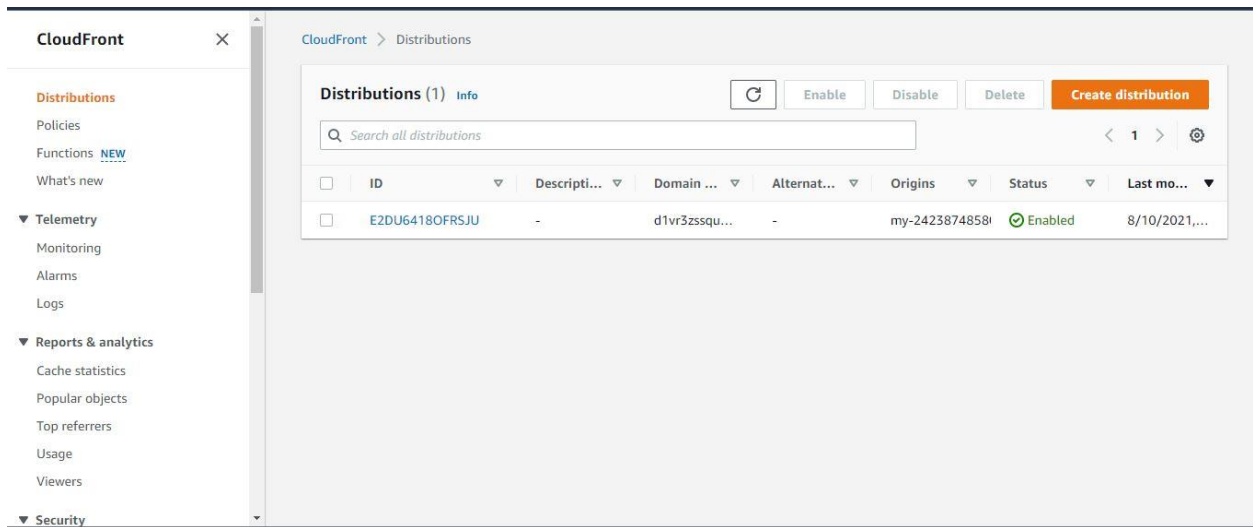 CloudFront
Distributions
Policies
Functions NEW
What's new
Telemetry
Monitoring
Alarms
Logs
Reports & analytics
Cache statistics
Popular objects
Top referrers
Usage
Viewers
Security
CloudFront > Distributions
Distributions (1) Info
Enable Disable Delete Create distribution
Search all distributions
1
ID Descripti... Domain ... Alternat... Origins Status Last mo...
E2DU6418OFRSJU - d1vr3zssqu... - my-2423874858 Enabled 8/10/2021,...